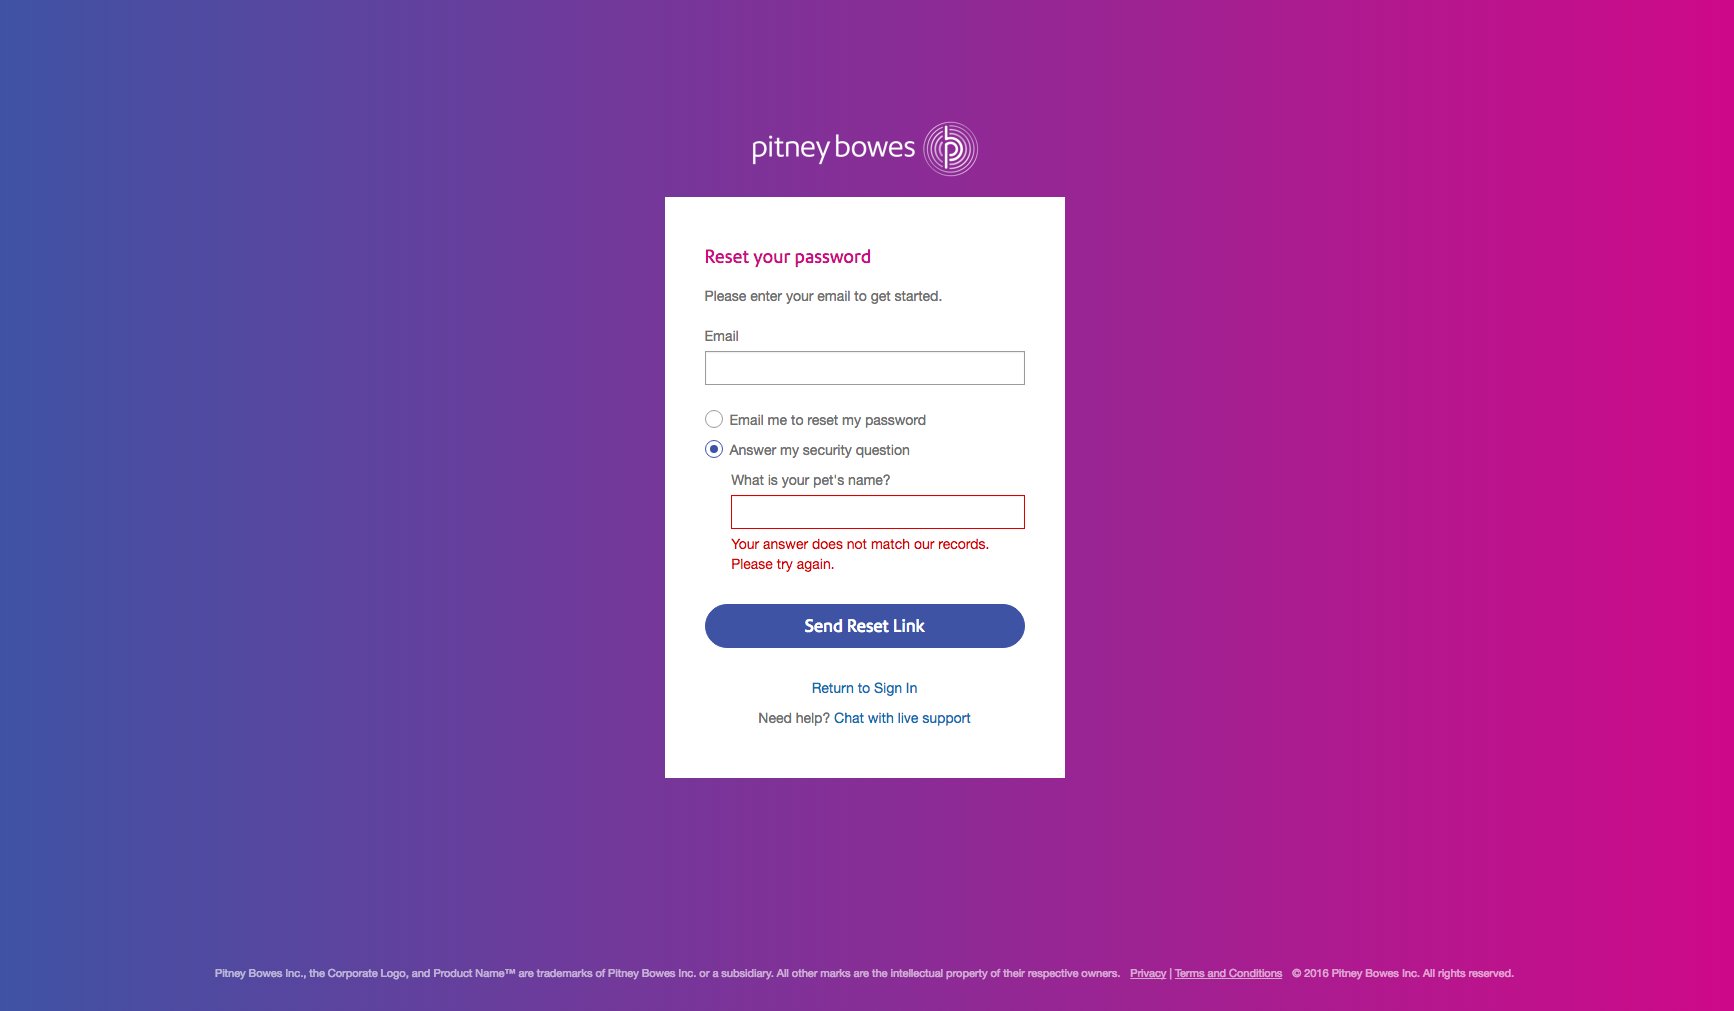 pitney bowes
Reset your password
Please enter your email to get started.
Email
Email me to reset my password
Answer my security question
What is your pet's name?
Your answer does not match our records.
Please try again.
Send Reset Link
Return to Sign In
Need help? Chat with live support
Pitney Bowes Inc., the Corporate Logo, and Product Name™ are trademarks of Pitney Bowes Inc. or a subsidiary. All other marks are the intellectual property of their respective owners. Privacy | Terms and Conditions © 2016 Pitney Bowes Inc. All rights reserved.